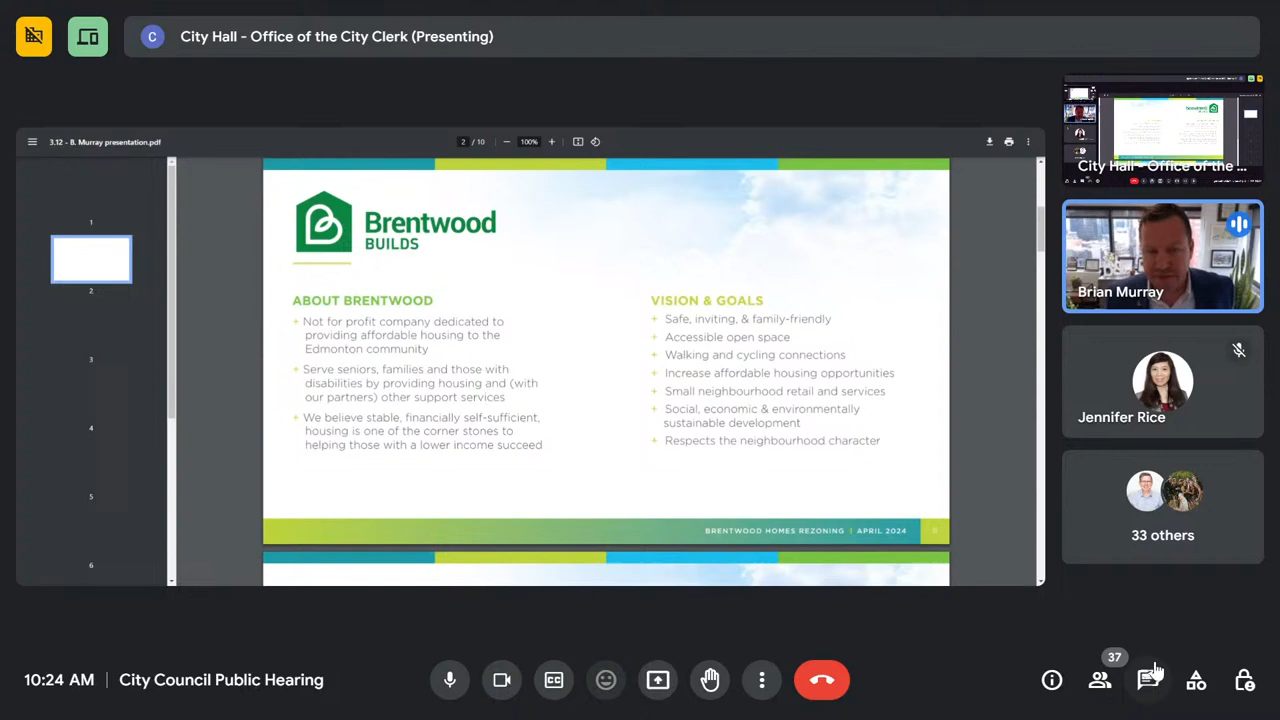 City Hall - Office of the City Clerk (Presenting)
C
3.12 - B. Murray presentation.pdf
2 / 10
100%
1
2
3
4
5
6
Brentwood
BUILDS
ABOUT BRENTWOOD
+ Not for profit company dedicated to
providing affordable housing to the
Edmonton community
+ Serve seniors, families and those with
disabilities by providing housing and (with
our partners) other support services
+ We believe stable, financially self-sufficient,
housing is one of the corner stones to
helping those with a lower income succeed
VISION & GOALS
+ Safe, inviting, & family-friendly
+ Accessible open space
+ Walking and cycling connections
+ Increase affordable housing opportunities
+ Small neighbourhood retail and services
+ Social, economic & environmentally
sustainable development
+ Respects the neighbourhood character
BRENTWOOD HOMES REZONING | APRIL 2024
City Hall - Office of the ...
Brian Murray
Jennifer Rice
33 others
10:24 AM
City Council Public Hearing
CC
37